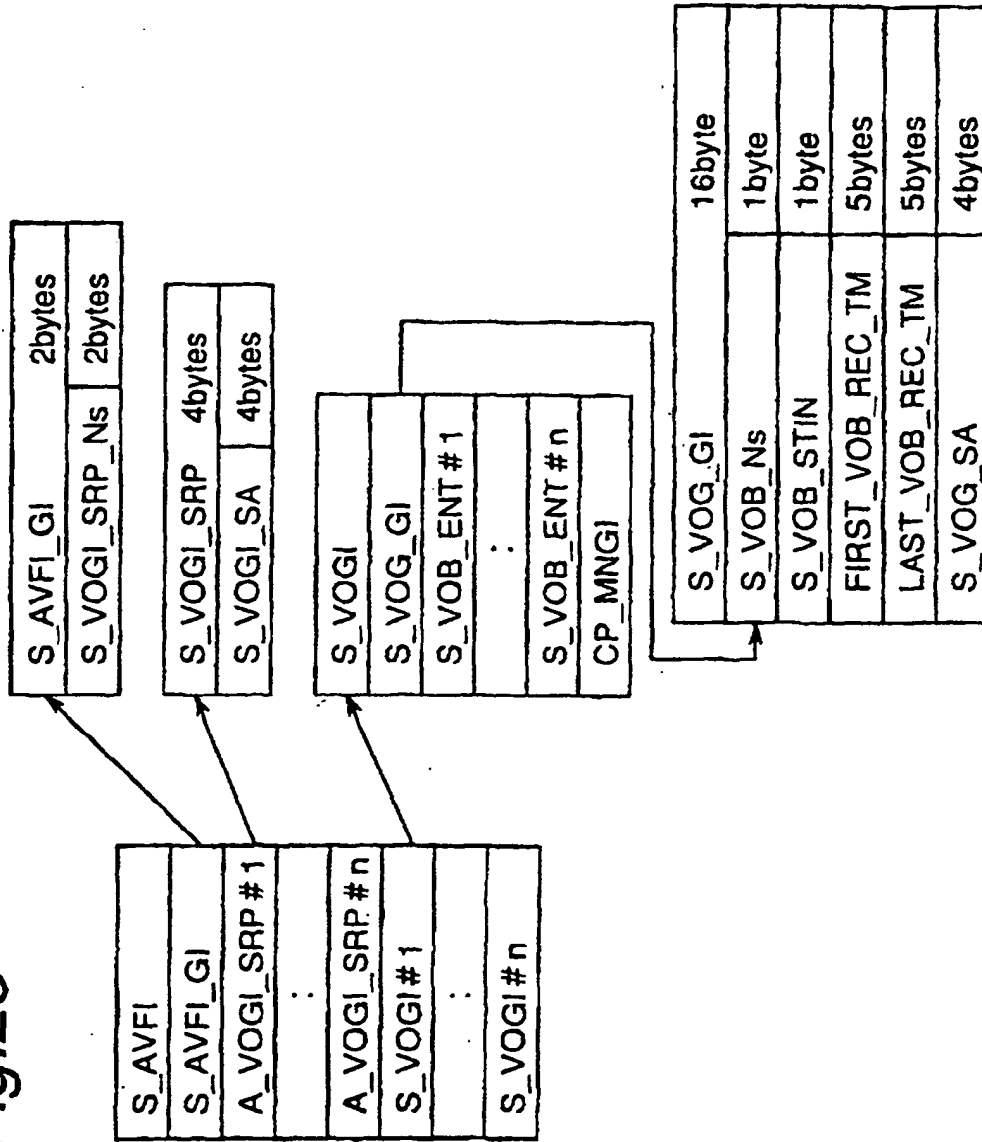 S_AVFI
S_AVFI_GI
A_VOGI_SRP#1
:
A_VOGI_SRP#n
S_VOGI#1
:
S_VOGI#n
S_AVFI_GI 2bytes
S_VOGI_SRP_Ns 2bytes
S_VOGI_SRP 4bytes
S_VOGI_SA 4bytes
S_VOGI
S_VOG_GI
S_VOB_ENT#1
:
S_VOB_ENT#n
CP_MNGI
S_VOG_GI 16byte
S_VOB_Ns 1byte
S_VOB_STIN 1byte
FIRST_VOB_REC_TM 5bytes
LAST_VOB_REC_TM 5bytes
S_VOG_SA 4bytes